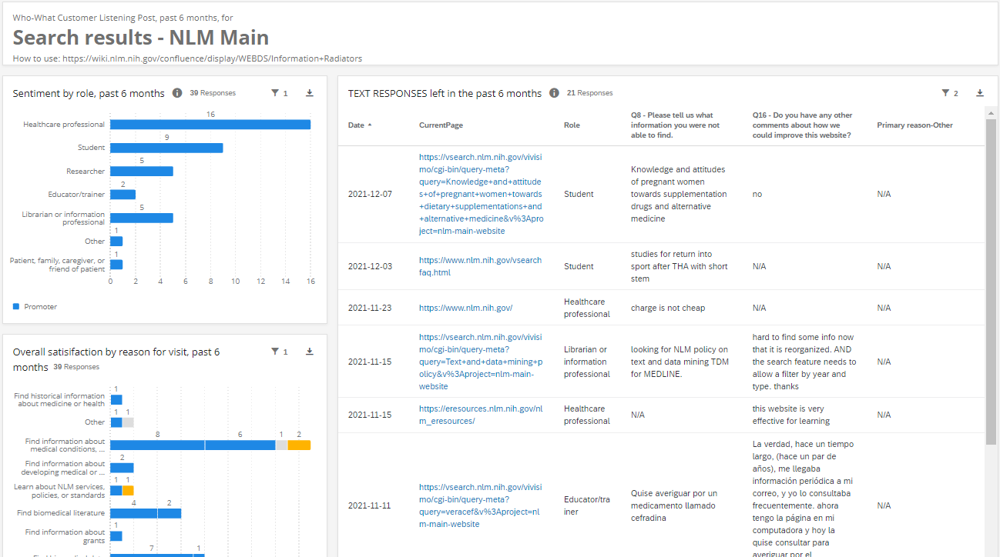 Who-What Customer Listening Post, past 6 months, for
Search results - NLM Main
How to use: https://wiki.nlm.nih.gov/confluence/display/WEBDS/Information+Radiators
Sentiment by role, past 6 months 39 Responses 1
16
Healthcare professional
9
Student
5
Researcher
2
Educator/trainer
5
Librarian or information
professional
1
Other
1
Patient, family, caregiver, or
friend of patient
0 2 4 6 8 10 12 14 16
Promoter
Overall satisifaction by reason for visit, past 6
months 39 Responses 1
1
Find historical information
about medicine or health
1 1
Other
8 6 1 2
Find information about
medical conditions, ...
2
Find information about
developing medical or ...
1 1
Learn about NLM services,
policies, or standards
4 2
Find biomedical literature
1
Find information about
grants
7 1
TEXT RESPONSES left in the past 6 months 21 Responses 2
Date CurrentPage Role Q8 - Please tell us what
information you were not
able to find. Q16 - Do you have any other
comments about how we
could improve this website? Primary reason-Other
2021-12-07
https://vsearch.nlm.nih.gov/vivisi
mo/cgi-bin/query-meta?
query=Knowledge+and+attitude
s+of+pregnant+women+towards
+dietary+supplementations+and
+alternative+medicine&v%3Apro
ject=nlm-main-website
Student
Knowledge and attitudes
of pregnant women
towards supplementation
drugs and alternative
medicine
no
N/A
2021-12-03
https://www.nlm.nih.gov/vsearch
faq.html
Student
studies for return into
sport after THA with short
stem
N/A
N/A
2021-11-23
https://www.nlm.nih.gov/
Healthcare
professional
charge is not cheap
N/A
N/A
2021-11-15
https://vsearch.nlm.nih.gov/vivisi
mo/cgi-bin/query-meta?
query=Text+and+data+mining+p
olicy&v%3Aproject=nlm-main-
website
Librarian or
information
professional
looking for NLM policy on
text and data mining TDM
for MEDLINE.
hard to find some info now
that it is reorganized. AND
the search feature needs to
allow a filter by year and
type. thanks
N/A
2021-11-15
https://eresources.nlm.nih.gov/nl
m_eresources/
Healthcare
professional
N/A
this website is very
effective for learning
N/A
2021-11-11
https://vsearch.nlm.nih.gov/vivisi
mo/cgi-bin/query-meta?
query=veracef&v%3Aproject=nl
m-main-website
Educator/tra
iner
Quise averiguar por un
medicamento llamado
cefradina
La verdad, hace un tiempo
largo, (hace un par de
años), me llegaba
información periódica a mi
correo, y yo lo consultaba
frecuentemente. ahora
tengo la página en mi
computadora y hoy la
quise consultar para
averiguar por el
N/A